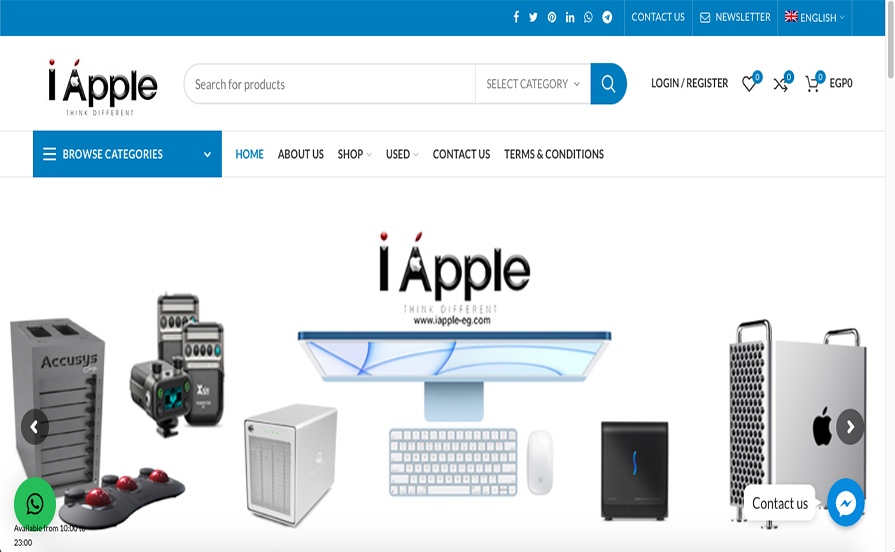 CONTACT US
NEWSLETTER
ENGLISH
i Ápple
THINK DIFFERENT
Search for products
SELECT CATEGORY
LOGIN / REGISTER
0
0
0
EGP0
BROWSE CATEGORIES
HOME
ABOUT US
SHOP
USED
CONTACT US
TERMS & CONDITIONS
i Ápple
THINK DIFFERENT
www.iapple-eg.com
Accusys
Contact us
Available from 10:00 to
23:00